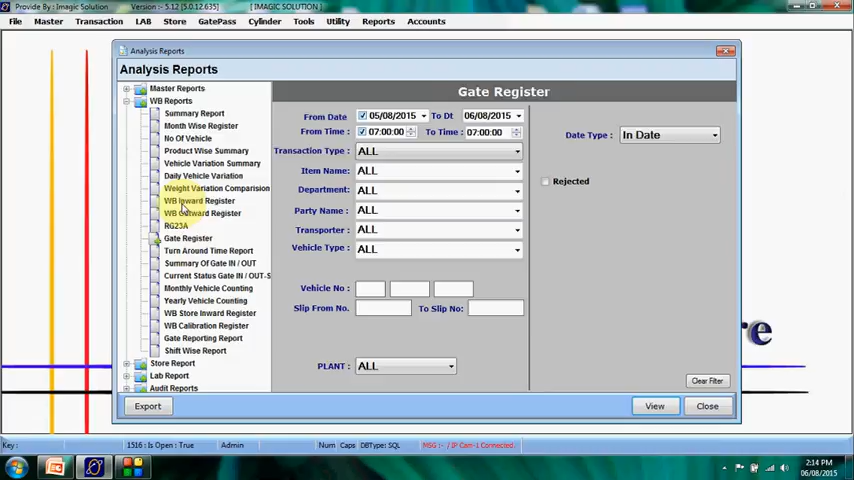 Provide By : Imagic Solution Version :- 5.12 [5.0.12.635] [ IMAGIC SOLUTION ]
File Master Transaction LAB Store GatePass Cylinder Tools Utility Reports Accounts
Analysis Reports
Analysis Reports
Master Reports
WB Reports
Summary Report
Month Wise Register
No Of Vehicle
Product Wise Summary
Vehicle Variation Summary
Daily Vehicle Variation
Weight Variation Comparision
WB Inward Register
WB Outward Register
RG23A
Gate Register
Turn Around Time Report
Summary Of Gate IN / OUT
Current Status Gate IN / OUT-S
Monthly Vehicle Counting
Yearly Vehicle Counting
WB Store Inward Register
WB Calibration Register
Gate Reporting Report
Shift Wise Report
Store Report
Lab Report
Audit Reports
Gate Register
From Date 05/08/2015 To Dt 06/08/2015
From Time : 07:00:00 To Time : 07:00:00
Transaction Type : ALL
Item Name: ALL
Department: ALL
Party Name : ALL
Transporter : ALL
Vehicle Type : ALL
Vehicle No :
Slip From No. To Slip No:
PLANT : ALL
Date Type : In Date
Rejected
Clear Filter
Export View Close
e
Key : 1516 : Is Open : True Admin Num Caps DBType: SQL MSG :- / IP Cam-1 Connected.
2:14 PM
06/08/2015